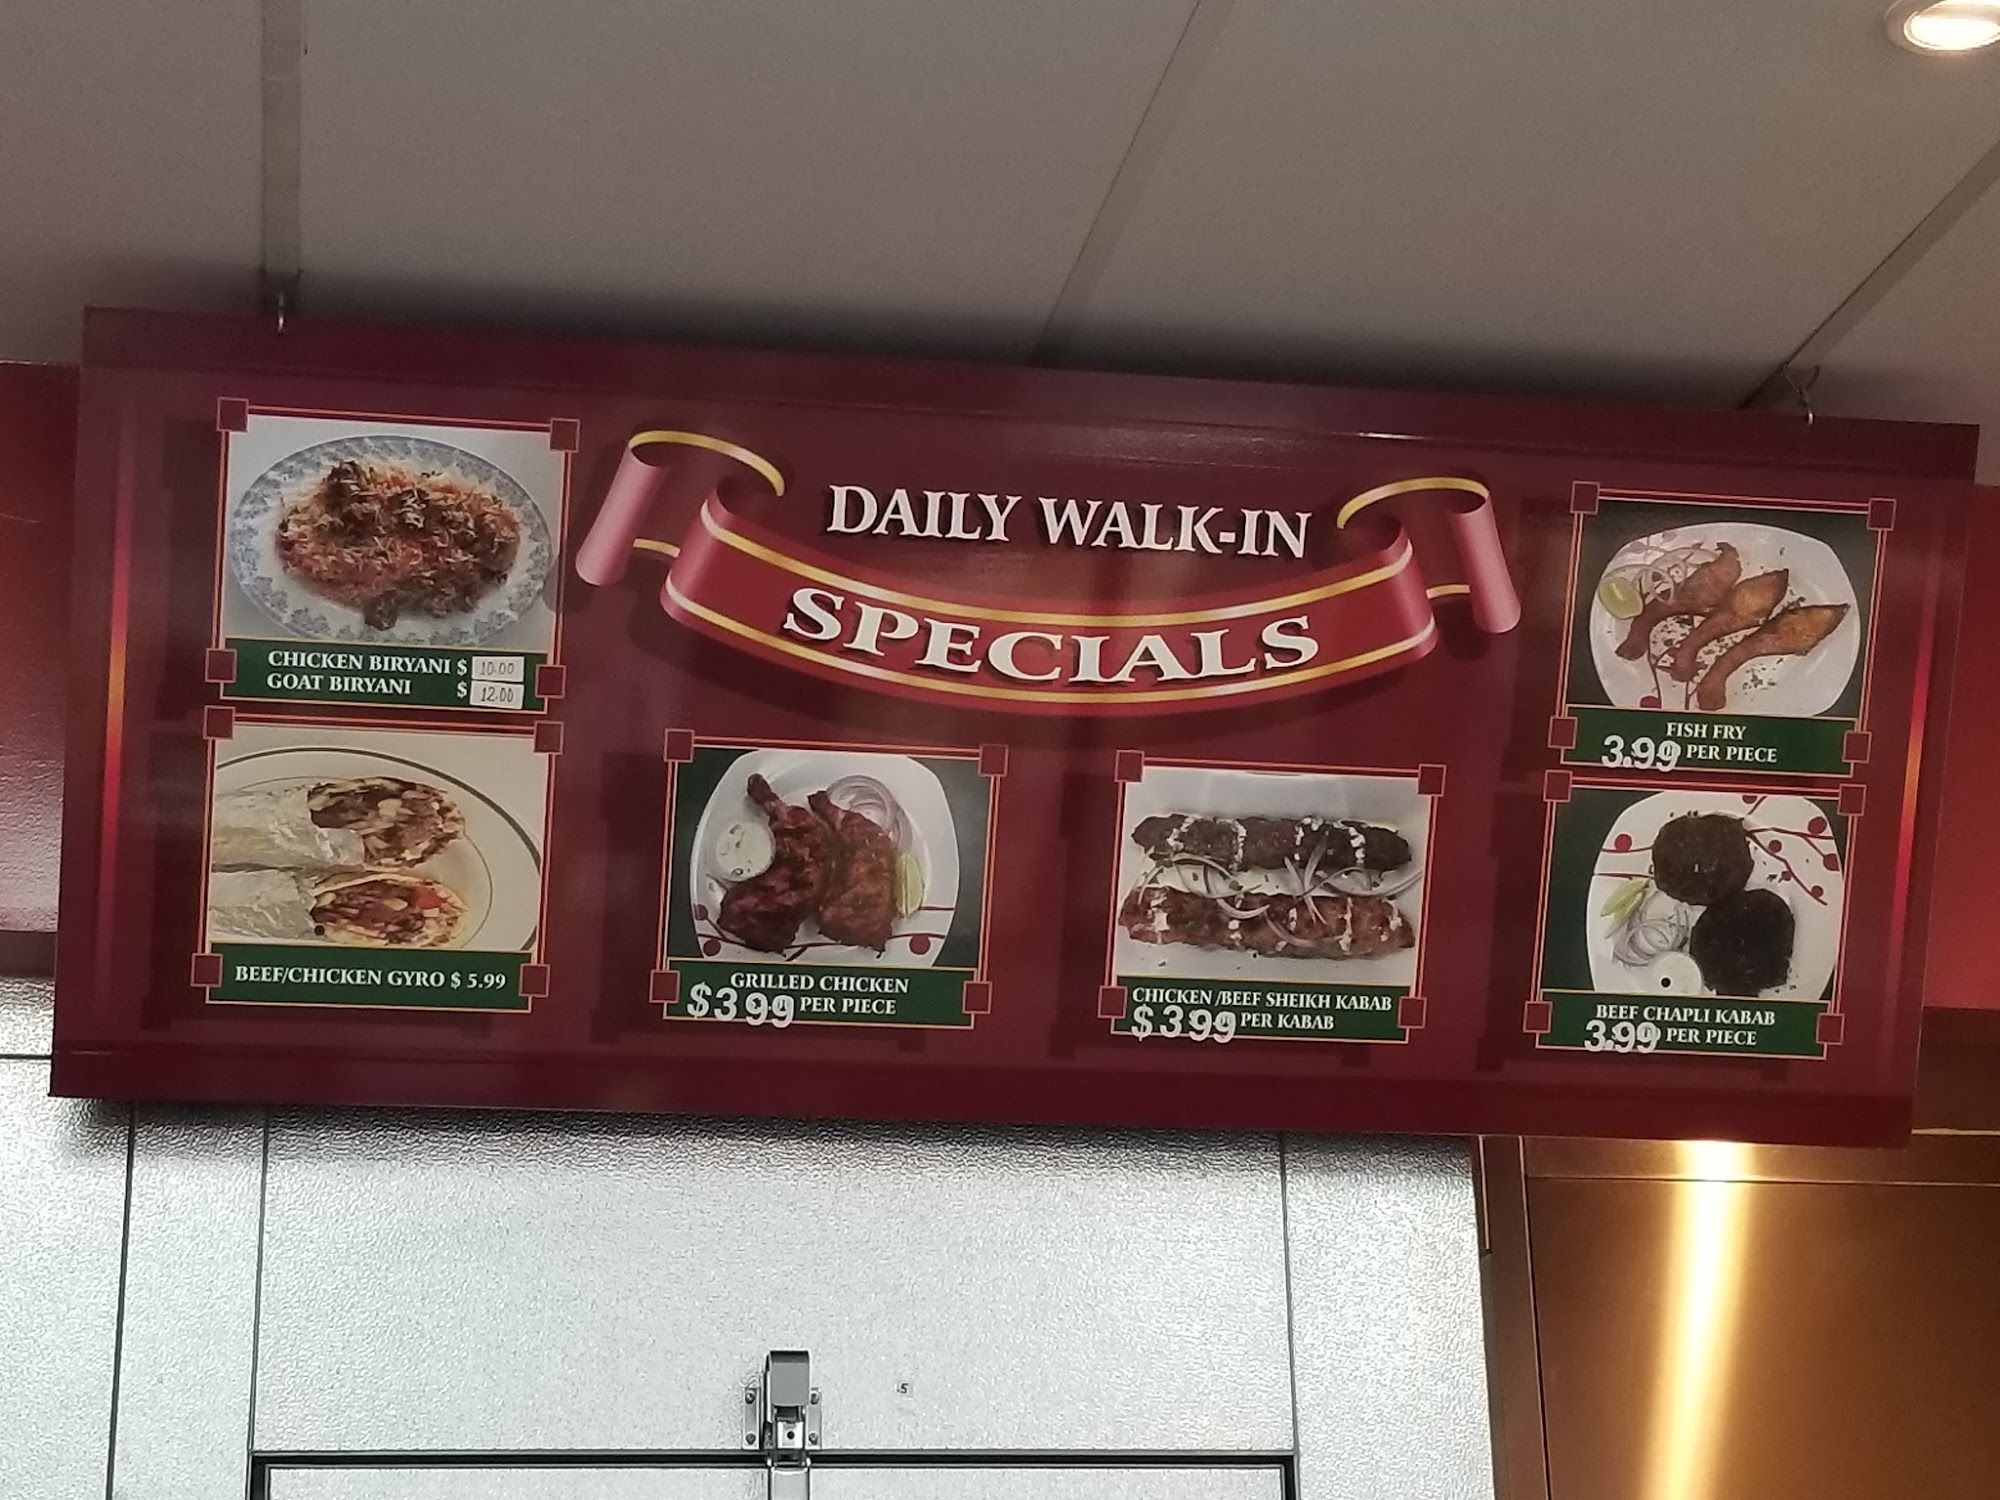 DAILY WALK-IN
SPECIALS
CHICKEN BIRYANI $ 10.00
GOAT BIRYANI $ 12.00
BEEF/CHICKEN GYRO $ 5.99
GRILLED CHICKEN
$3.99 PER PIECE
CHICKEN /BEEF SHEIKH KABAB
$3.99 PER KABAB
FISH FRY
3.99 PER PIECE
BEEF CHAPLI KABAB
3.99 PER PIECE
5